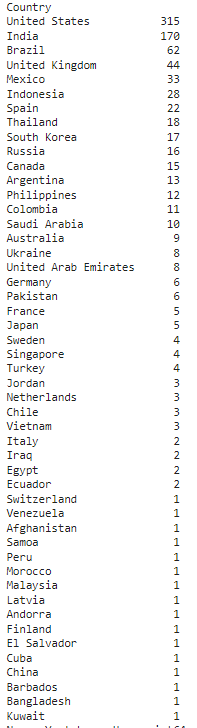 Country
United States 315
India 170
Brazil 62
United Kingdom 44
Mexico 33
Indonesia 28
Spain 22
Thailand 18
South Korea 17
Russia 16
Canada 15
Argentina 13
Philippines 12
Colombia 11
Saudi Arabia 10
Australia 9
Ukraine 8
United Arab Emirates 8
Germany 6
Pakistan 6
France 5
Japan 5
Sweden 4
Singapore 4
Turkey 4
Jordan 3
Netherlands 3
Chile 3
Vietnam 3
Italy 2
Iraq 2
Egypt 2
Ecuador 2
Switzerland 1
Venezuela 1
Afghanistan 1
Samoa 1
Peru 1
Morocco 1
Malaysia 1
Latvia 1
Andorra 1
Finland 1
El Salvador 1
Cuba 1
China 1
Barbados 1
Bangladesh 1
Kuwait 1